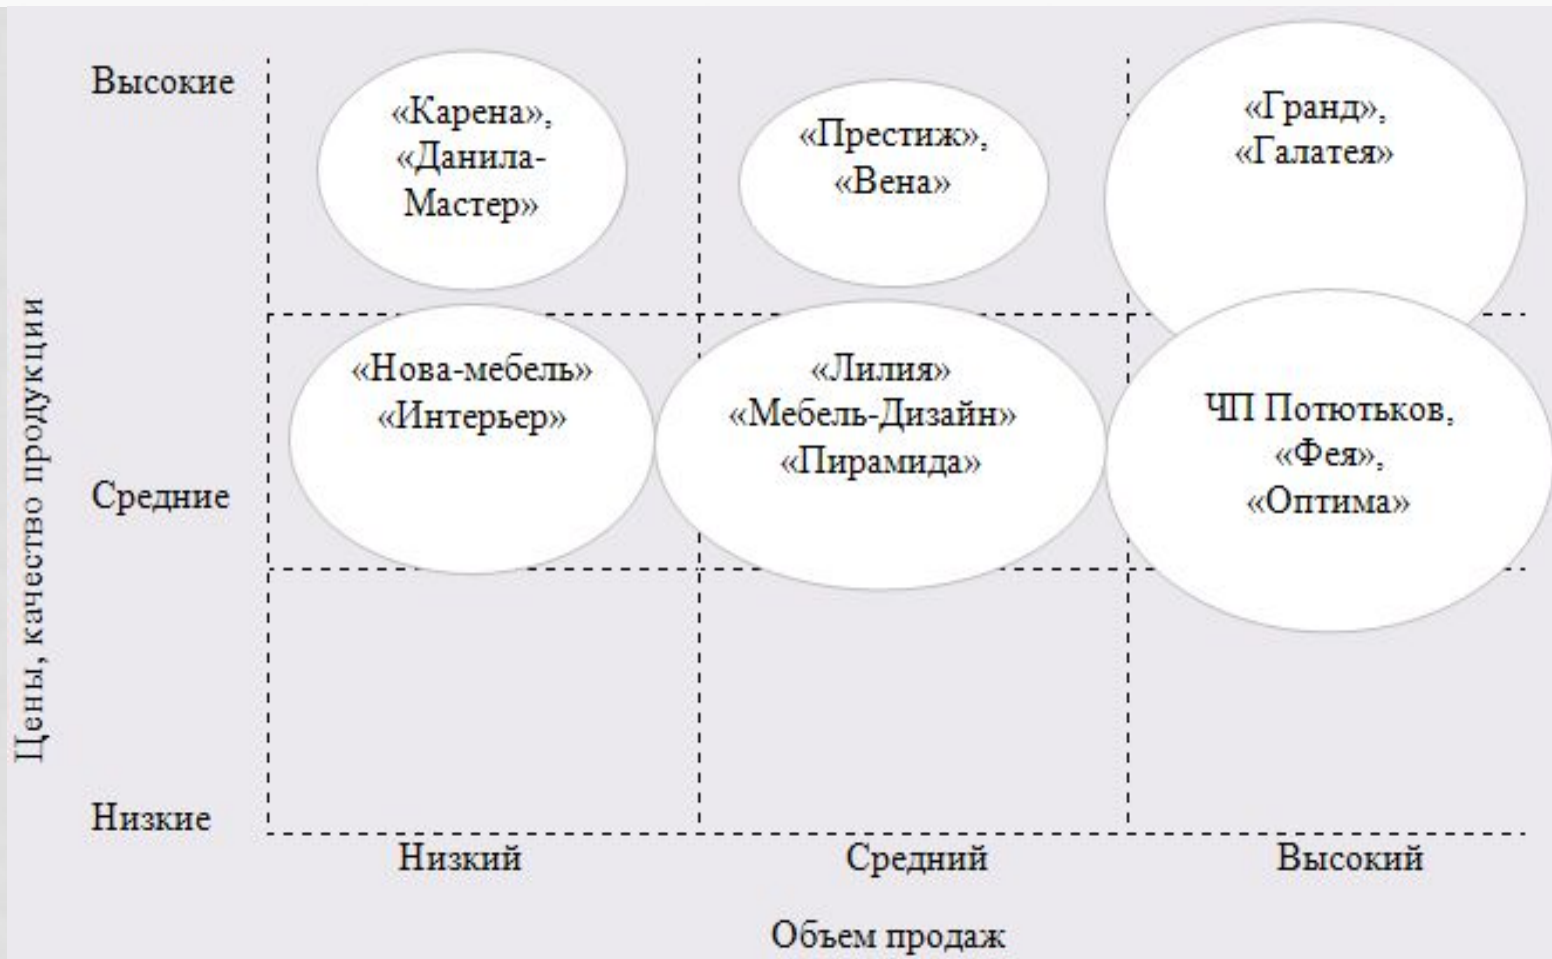 Высокие
«Карена»,
«Данила-
Мастер»
«Престиж»,
«Вена»
«Гранд»,
«Галатея»
Цены, качество продукции
Средние
«Нова-мебель»
«Интерьер»
«Лилия»
«Мебель-Дизайн»
«Пирамида»
ЧП Потютьков,
«Фея»,
«Оптима»
Низкие
Низкий
Средний
Высокий
Объем продаж